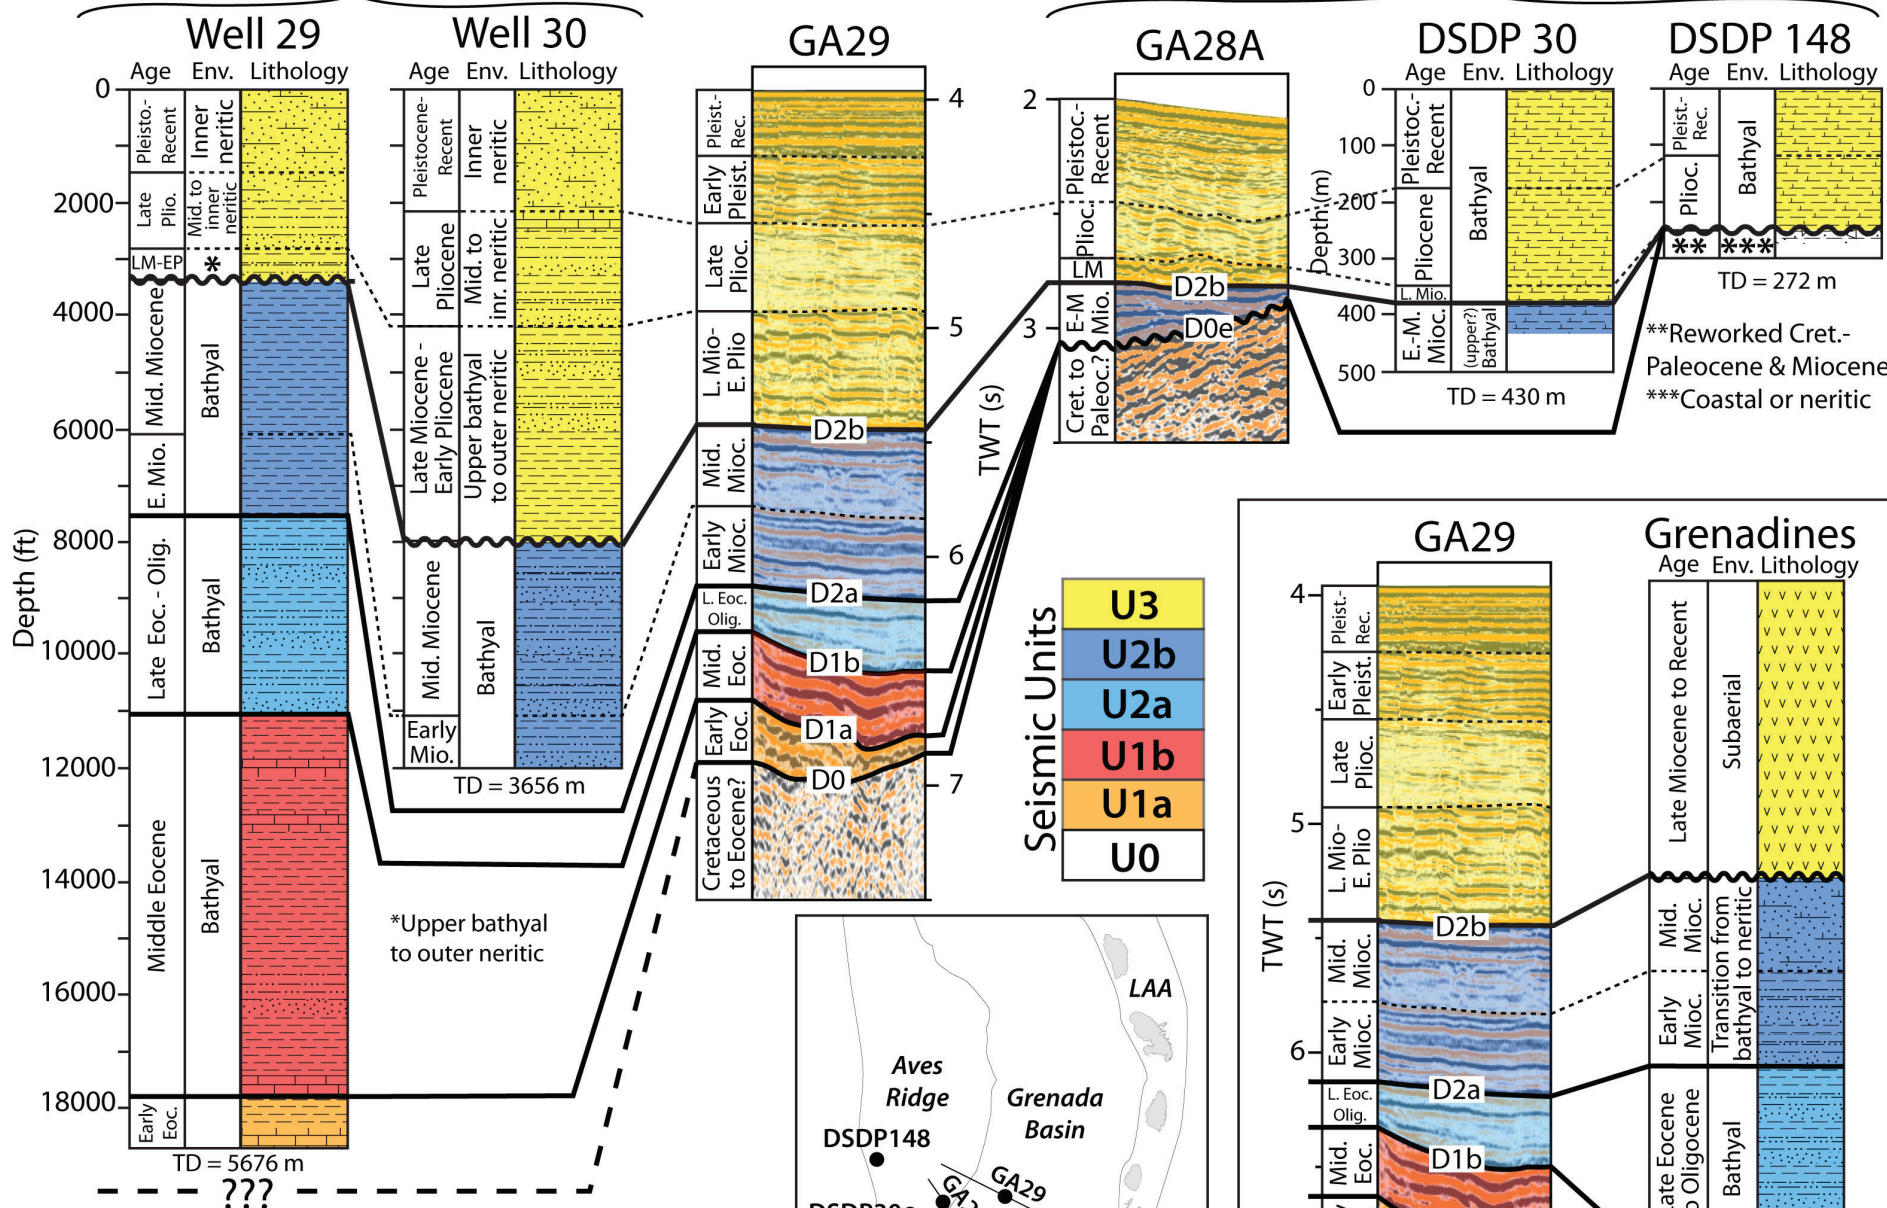 Well 29
Age Env. Lithology
0
2000
4000
6000
8000
10000
12000
14000
16000
18000
Depth (ft)
Pleisto.-
Recent
Late
Plio.
LM-EP
Mid. Miocene
E. Mio.
Late Eoc. - Olig.
Middle Eocene
Early
Eoc.
Inner
neritic
Mid. to
inner
neritic
*
Bathyal
Bathyal
Bathyal
TD = 5676 m
???
Well 30
Age Env. Lithology
Pleistocene-
Recent
Late
Pliocene
Late Miocene -
Early Pliocene
Mid. Miocene
Early
Mio.
Inner
neritic
Mid. to
inr. neritic
Upper bathyal
to outer neritic
Bathyal
TD = 3656 m
*Upper bathyal
to outer neritic
GA29
Pleist.-
Rec.
Early
Pleist.
Late
Plioc.
L. Mio-
E. Plio
Mid.
Mioc.
Early
Mioc.
L. Eoc.
Olig.
Mid.
Eoc.
Early
Eoc.
Cretaceous
to Eocene?
D2b
D2a
D1b
D1a
D0
4
5
6
7
TWT (s)
GA28A
2
3
Pleistoc.-
Recent
Plioc.
LM
E-M
Mio.
Cret. to
Paleoc.?
D2b
D0e
DSDP 30
Age Env. Lithology
0
100
200
300
400
500
Depth (m)
Pleistoc.-
Recent
Pliocene
L. Mio.
E.-M.
Mioc.
Bathyal
(upper?)
Bathyal
TD = 430 m
DSDP 148
Age Env. Lithology
Pleist.-
Rec.
Plioc.
Bathyal
** ***
TD = 272 m
**Reworked Cret.-
Paleocene & Miocene
***Coastal or neritic
Seismic Units
U3
U2b
U2a
U1b
U1a
U0
LAA
Aves
Ridge
Grenada
Basin
DSDP148
GA29
GA29
4
5
6
TWT (s)
Pleist.-
Rec.
Early
Pleist.
Late
Plioc.
L. Mio-
E. Plio
Mid.
Mioc.
Early
Mioc.
L. Eoc.
Olig.
Mid.
Eoc.
D2b
D2a
D1b
Grenadines
Age Env. Lithology
Late Miocene to Recent
Mid.
Mioc.
Early
Mioc.
Subaerial
Transition from
bathyal to neritic
Eocene
Oligocene
Bathyal